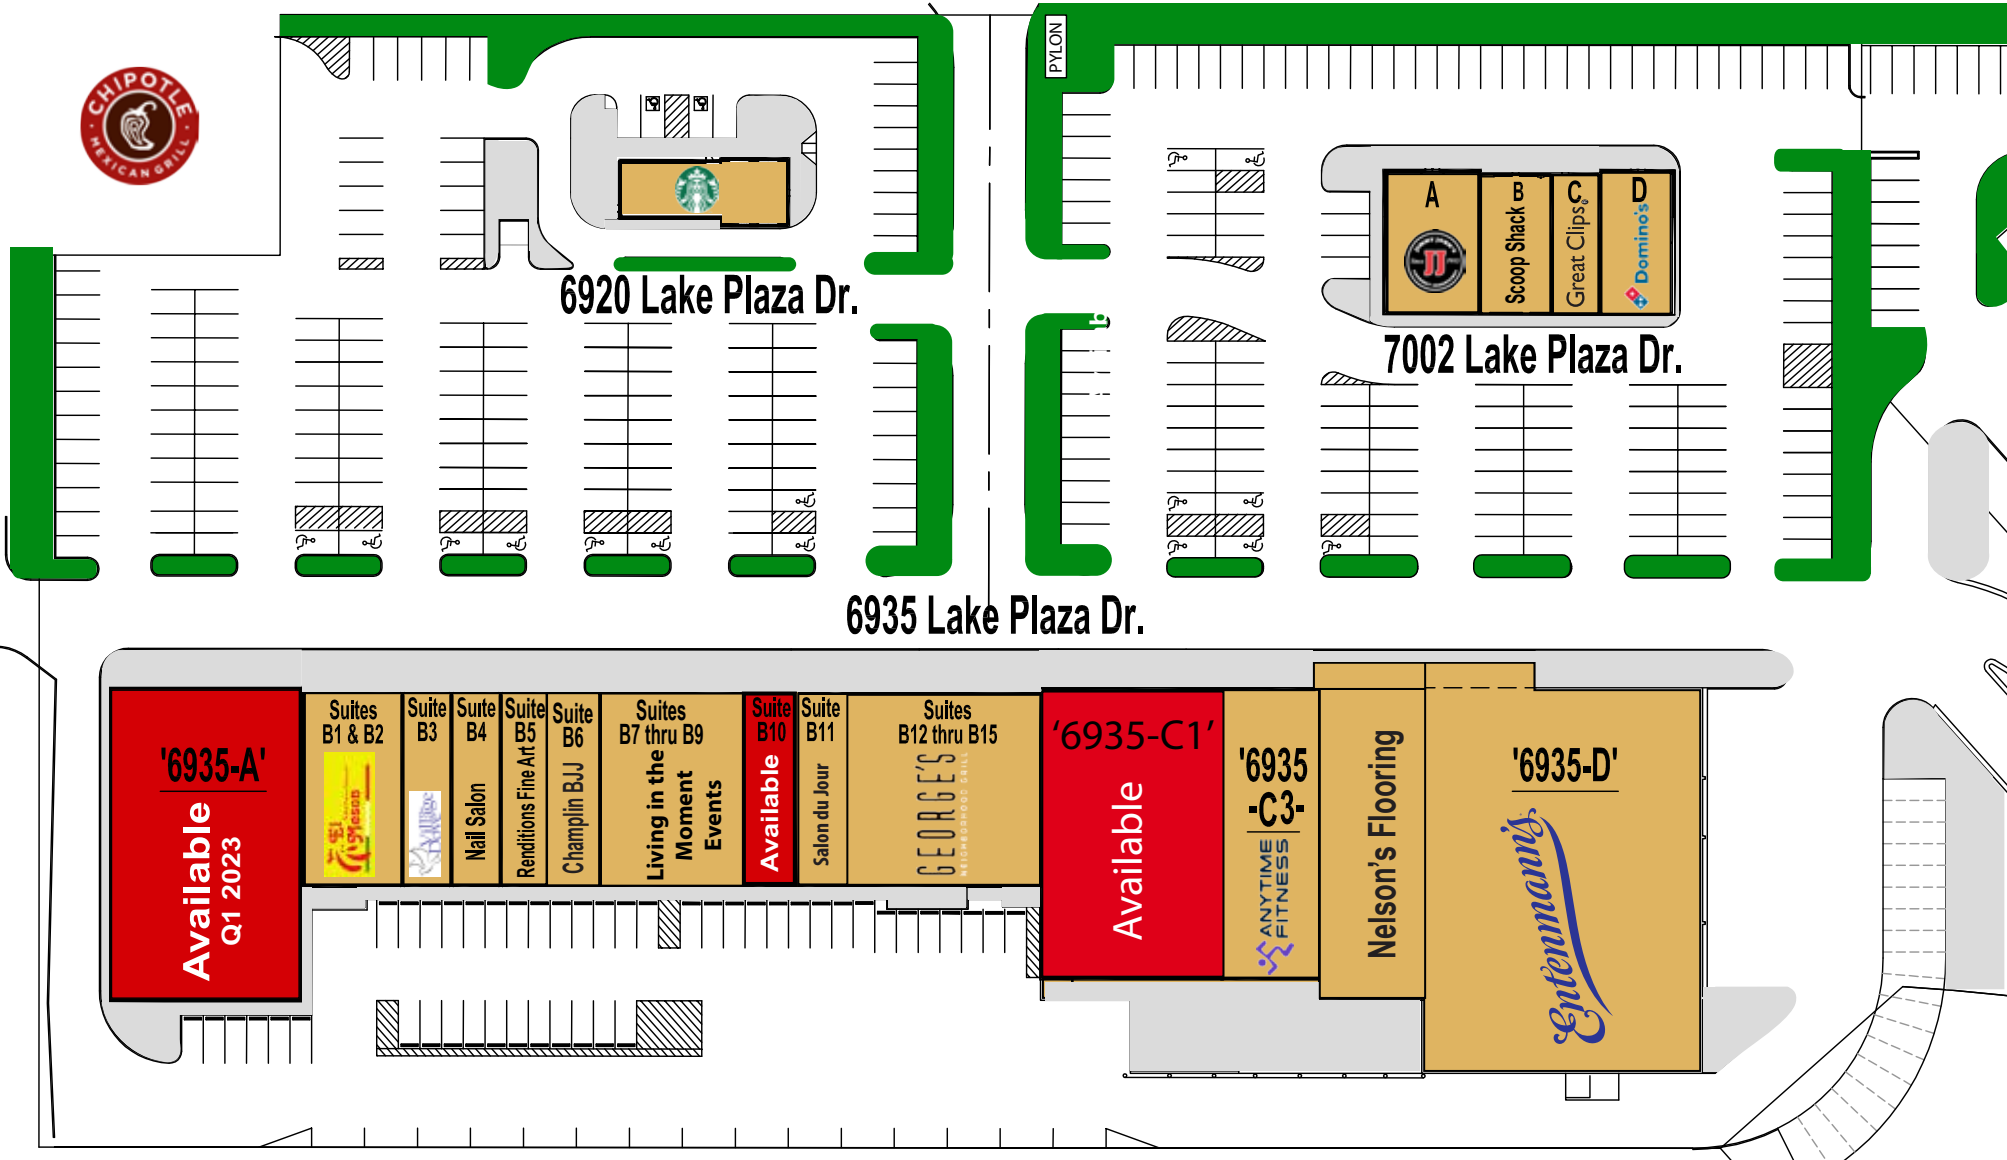 CHIPOTLE
MEXICAN GRILL
PYLON
6920 Lake Plaza Dr.
A
B
Scoop Shack
C
Great Clips
D
Domino's
JJ
7002 Lake Plaza Dr.
6935 Lake Plaza Dr.
'6935-A'
Available
Q1 2023
Suites
B1 & B2
Suite
B3
Suite
B4
Nail Salon
Suite
B5
Renditions Fine Art
Suite
B6
Champlin BJJ
Suites
B7 thru B9
Living in the
Moment
Events
Suite
B10
Available
Suite
B11
Salon du Jour
Suites
B12 thru B15
GEORGE'S
NEIGHBORHOOD GRILL
'6935-C1'
Available
'6935
-C3-
ANYTIME
FITNESS
Nelson's Flooring
'6935-D'
Entenmann's